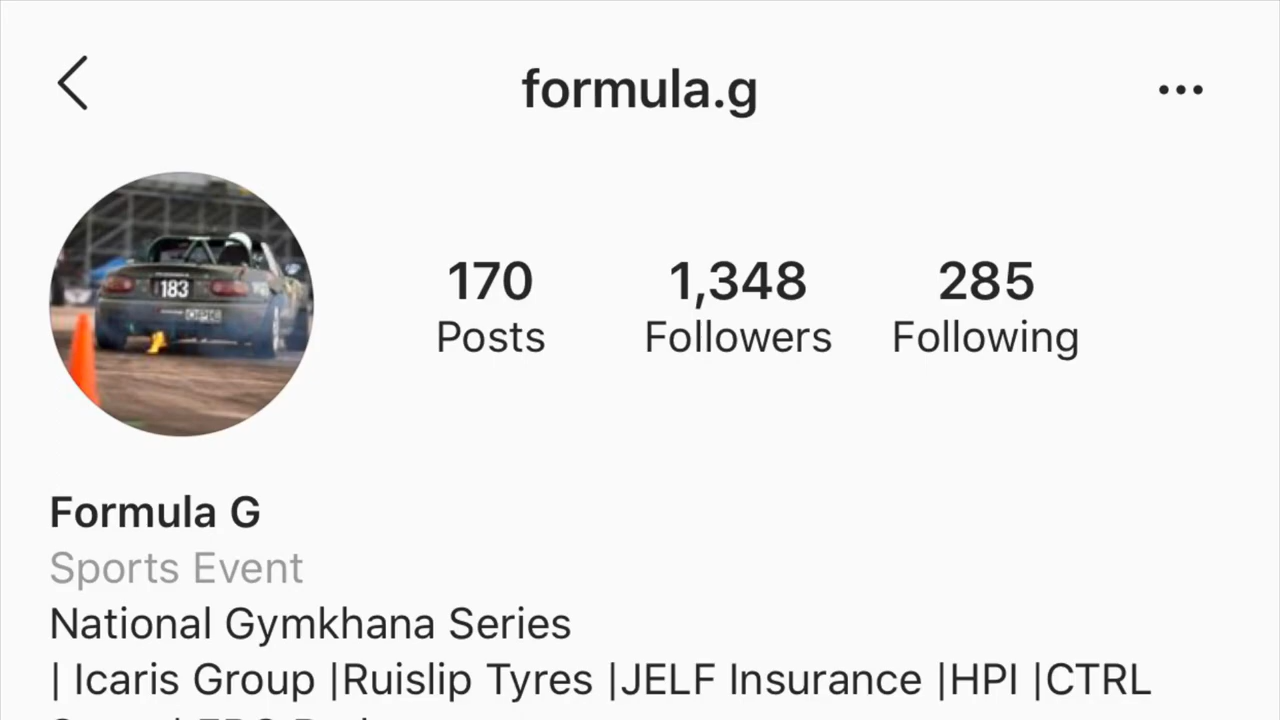 formula.g
170 1,348 285
Posts Followers Following
183
Formula G
Sports Event
National Gymkhana Series
| Icaris Group |Ruislip Tyres |JELF Insurance |HPI |CTRL